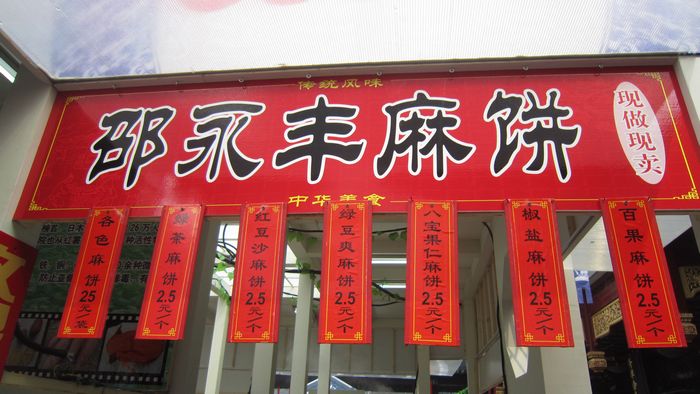 传统风味
邵永丰麻饼
现做现卖
中华美食
各色麻饼25元/袋
绿茶麻饼2.5元/个
红豆沙麻饼2.5元/个
绿豆爽麻饼2.5元/个
八宝果仁麻饼2.5元/个
椒盐麻饼2.5元/个
百果麻饼2.5元/个